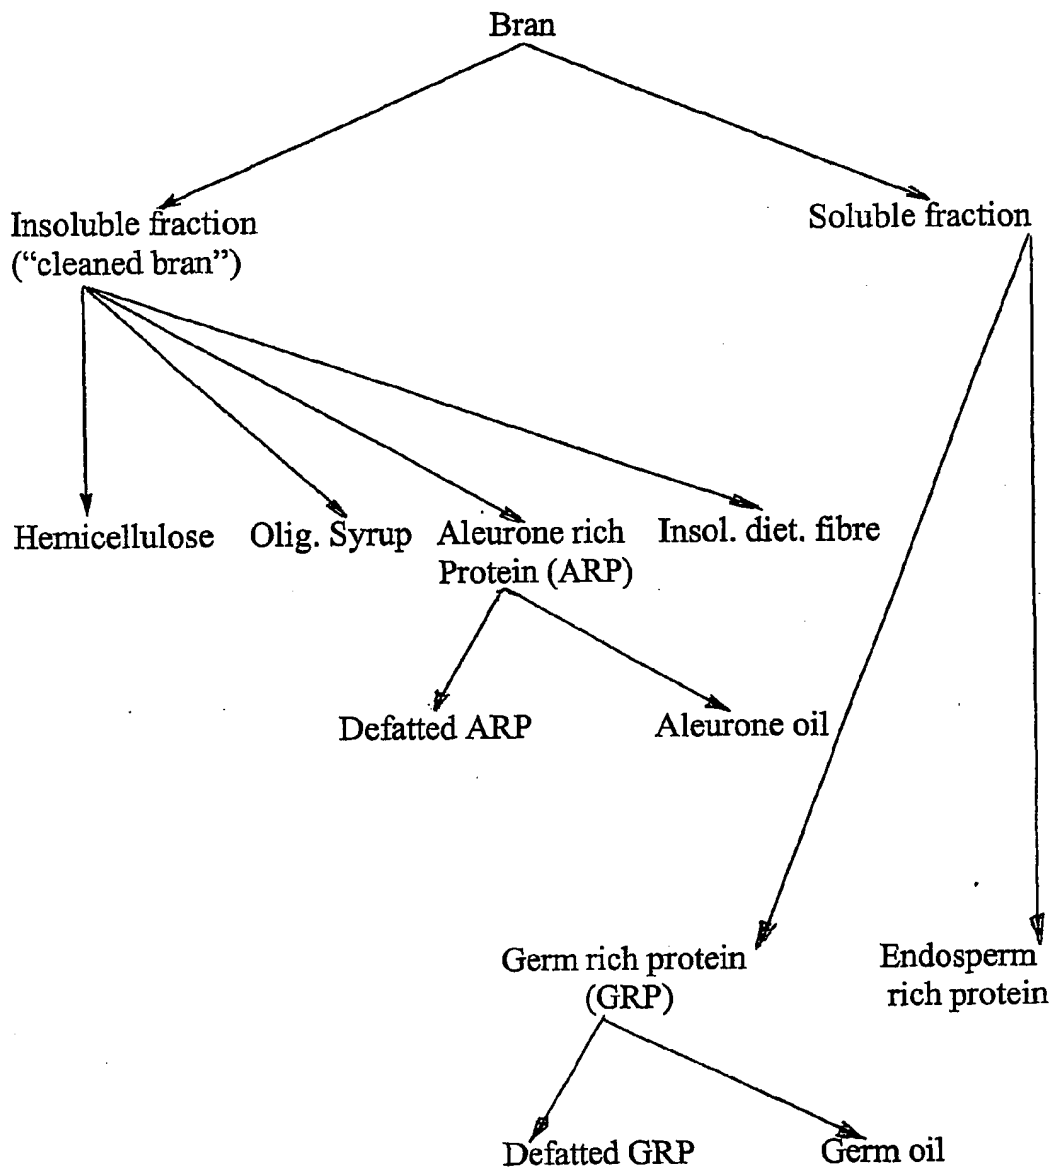 Bran
Insoluble fraction
("cleaned bran")
Soluble fraction
Hemicellulose
Olig. Syrup
Aleurone rich
Protein (ARP)
Insol. diet. fibre
Defatted ARP
Aleurone oil
Germ rich protein
(GRP)
Endosperm
rich protein
Defatted GRP
Germ oil